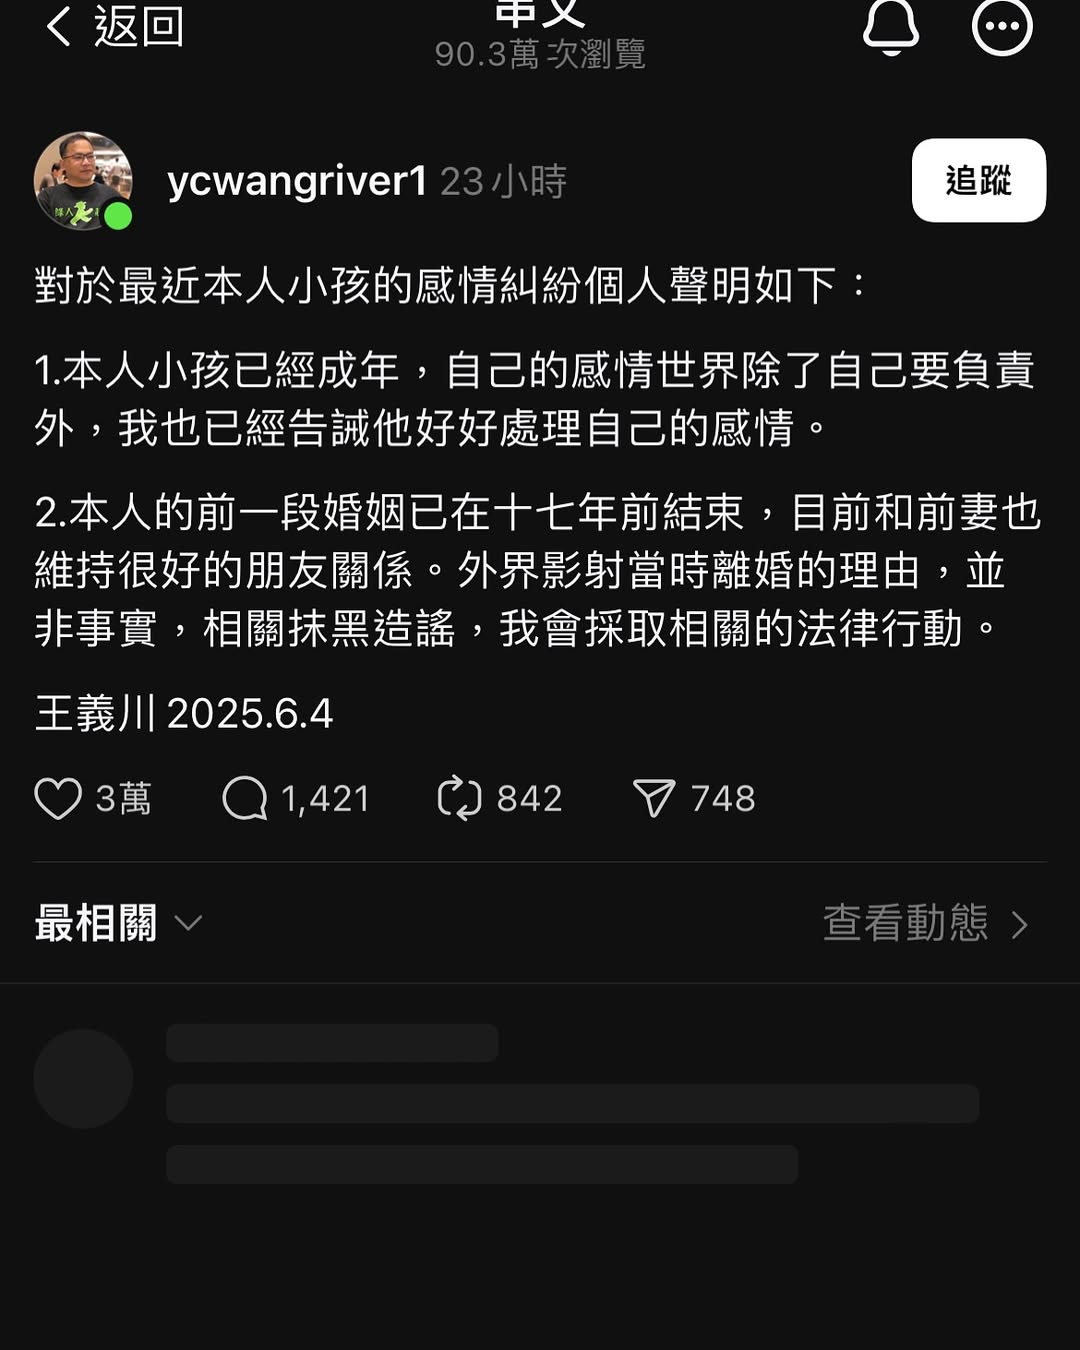 返回
串文
90.3萬 次瀏覽
ycwangriver1 23 小時
追蹤
對於最近本人小孩的感情糾紛個人聲明如下：
1.本人小孩已經成年，自己的感情世界除了自己要負責
外，我也已經告誡他好好處理自己的感情。
2.本人的前一段婚姻已在十七年前結束，目前和前妻也
維持很好的朋友關係。外界影射當時離婚的理由，並
非事實，相關抹黑造謠，我會採取相關的法律行動。
王義川 2025.6.4
3萬 1,421 842 748
最相關
查看動態